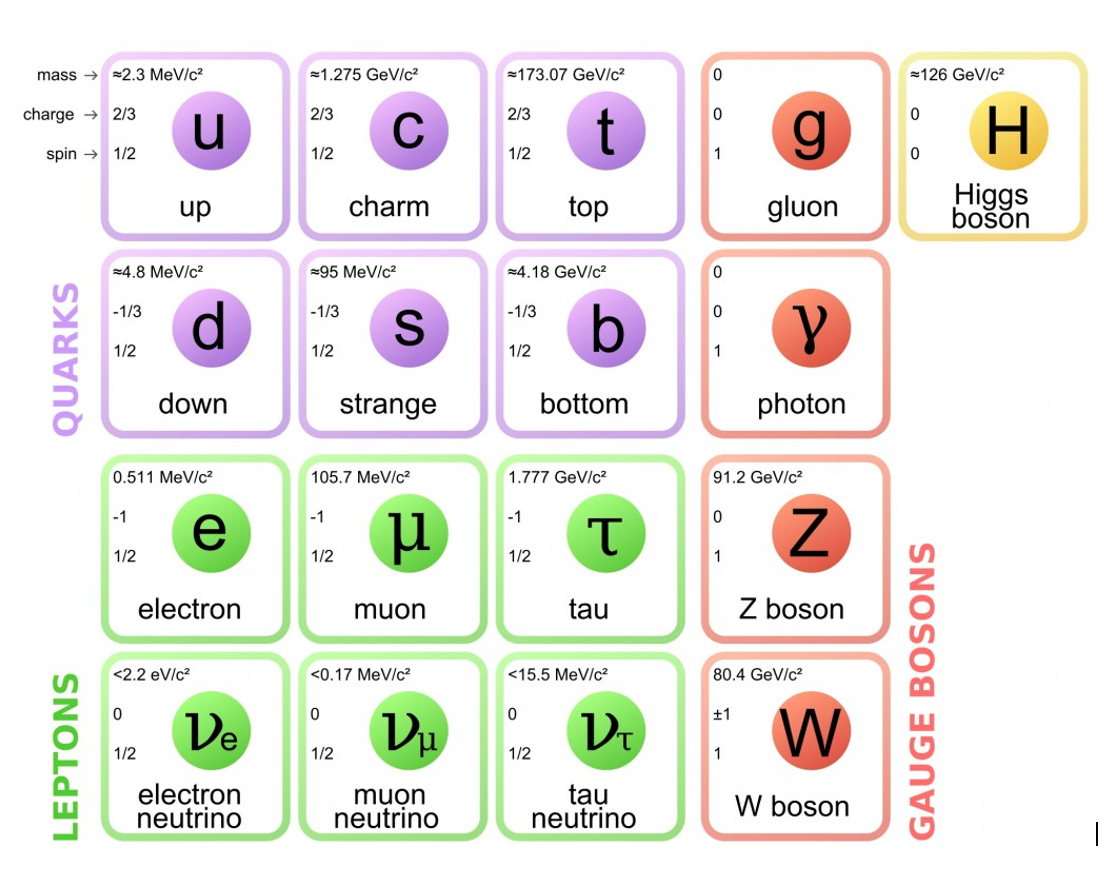 mass →
charge →
spin →
≈2.3 MeV/c²
2/3
1/2
u
up
≈1.275 GeV/c²
2/3
1/2
c
charm
≈173.07 GeV/c²
2/3
1/2
t
top
0
0
1
g
gluon
≈126 GeV/c²
0
0
H
Higgs
boson
QUARKS
≈4.8 MeV/c²
-1/3
1/2
d
down
≈95 MeV/c²
-1/3
1/2
s
strange
≈4.18 GeV/c²
-1/3
1/2
b
bottom
0
0
1
γ
photon
0.511 MeV/c²
-1
1/2
e
electron
105.7 MeV/c²
-1
1/2
μ
muon
1.777 GeV/c²
-1
1/2
τ
tau
91.2 GeV/c²
0
1
Z
Z boson
LEPTONS
<2.2 eV/c²
0
1/2
νe
electron
neutrino
<0.17 MeV/c²
0
1/2
νμ
muon
neutrino
<15.5 MeV/c²
0
1/2
ντ
tau
neutrino
80.4 GeV/c²
±1
1
W
W boson
GAUGE BOSONS